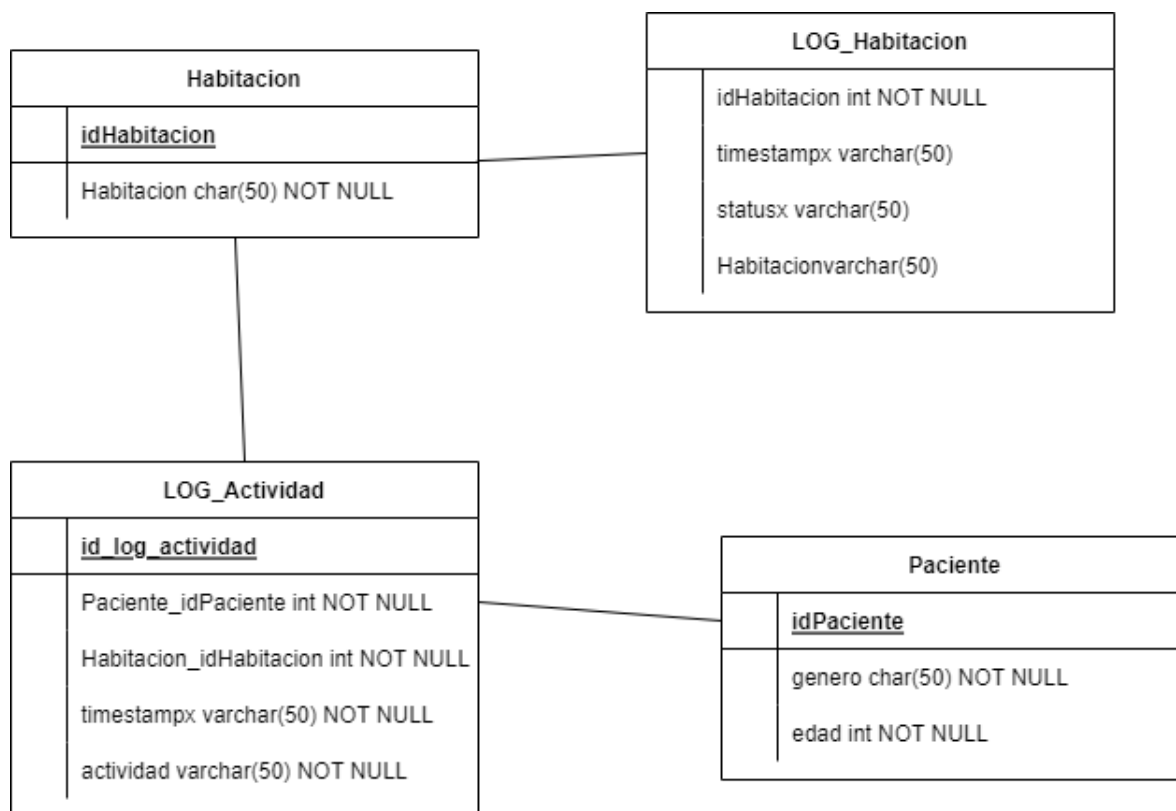 Habitacion
idHabitacion
Habitacion char(50) NOT NULL
LOG_Habitacion
idHabitacion int NOT NULL
timestampx varchar(50)
statusx varchar(50)
Habitacionvarchar(50)
LOG_Actividad
id_log_actividad
Paciente_idPaciente int NOT NULL
Habitacion_idHabitacion int NOT NULL
timestampx varchar(50) NOT NULL
actividad varchar(50) NOT NULL
Paciente
idPaciente
genero char(50) NOT NULL
edad int NOT NULL